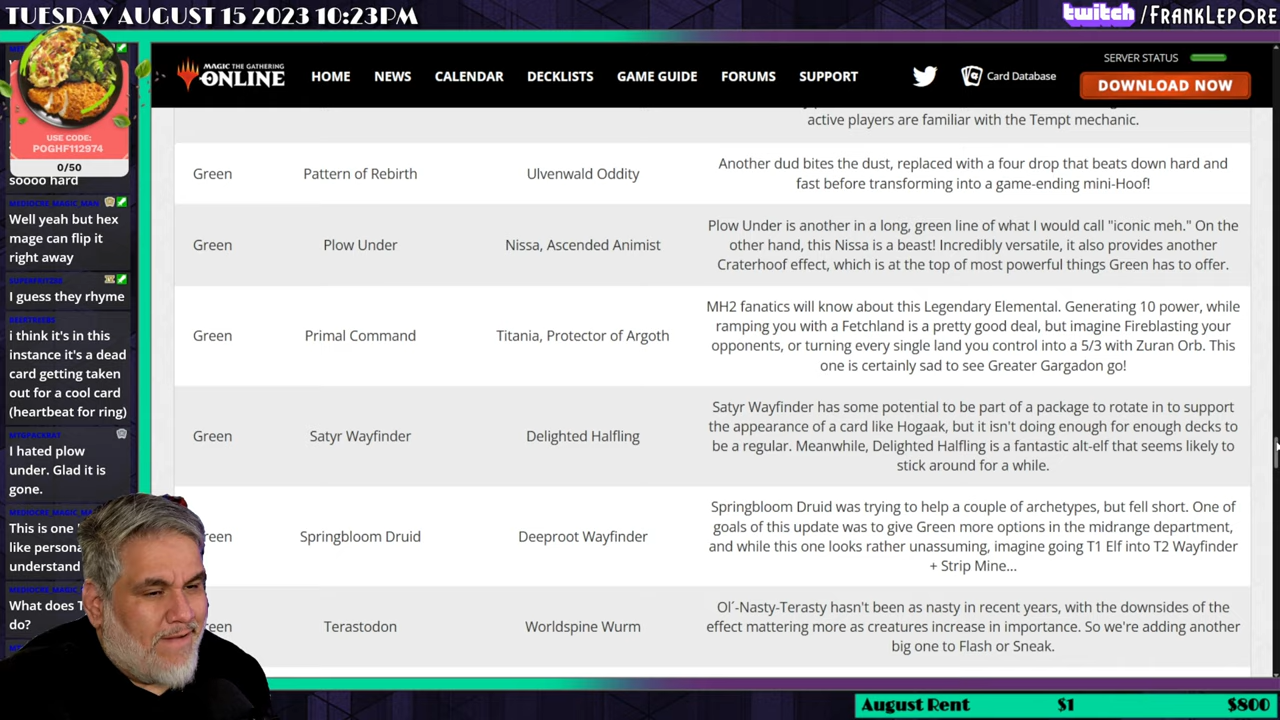 TUESDAY AUGUST 15 2023 10:23PM
twitch /FRANKLEPORE
USE CODE:
POGHF112974
0/50
soooo hard
MEDIOCRE_MAGIC_MAN
Well yeah but hex
mage can flip it
right away
I guess they rhyme
i think it's in this
instance it's a dead
card getting taken
out for a cool card
(heartbeat for ring)
MTGPACKRAT
I hated plow
under. Glad it is
gone.
This is one
like persona
understand
What does T
do?
MAGIC THE GATHERING
ONLINE
HOME NEWS CALENDAR DECKLISTS GAME GUIDE FORUMS SUPPORT
Card Database
SERVER STATUS
DOWNLOAD NOW
active players are familiar with the Tempt mechanic.
Green Pattern of Rebirth Ulvenwald Oddity
Another dud bites the dust, replaced with a four drop that beats down hard and
fast before transforming into a game-ending mini-Hoof!
Green Plow Under Nissa, Ascended Animist
Plow Under is another in a long, green line of what I would call "iconic meh." On the
other hand, this Nissa is a beast! Incredibly versatile, it also provides another
Craterhoof effect, which is at the top of most powerful things Green has to offer.
Green Primal Command Titania, Protector of Argoth
MH2 fanatics will know about this Legendary Elemental. Generating 10 power, while
ramping you with a Fetchland is a pretty good deal, but imagine Fireblasting your
opponents, or turning every single land you control into a 5/3 with Zuran Orb. This
one is certainly sad to see Greater Gargadon go!
Green Satyr Wayfinder Delighted Halfling
Satyr Wayfinder has some potential to be part of a package to rotate in to support
the appearance of a card like Hogaak, but it isn't doing enough for enough decks to
be a regular. Meanwhile, Delighted Halfling is a fantastic alt-elf that seems likely to
stick around for a while.
een Springbloom Druid Deeproot Wayfinder
Springbloom Druid was trying to help a couple of archetypes, but fell short. One of
goals of this update was to give Green more options in the midrange department,
and while this one looks rather unassuming, imagine going T1 Elf into T2 Wayfinder
+ Strip Mine...
een Terastodon Worldspine Wurm
Ol´-Nasty-Terasty hasn't been as nasty in recent years, with the downsides of the
effect mattering more as creatures increase in importance. So we're adding another
big one to Flash or Sneak.
August Rent $1 $800